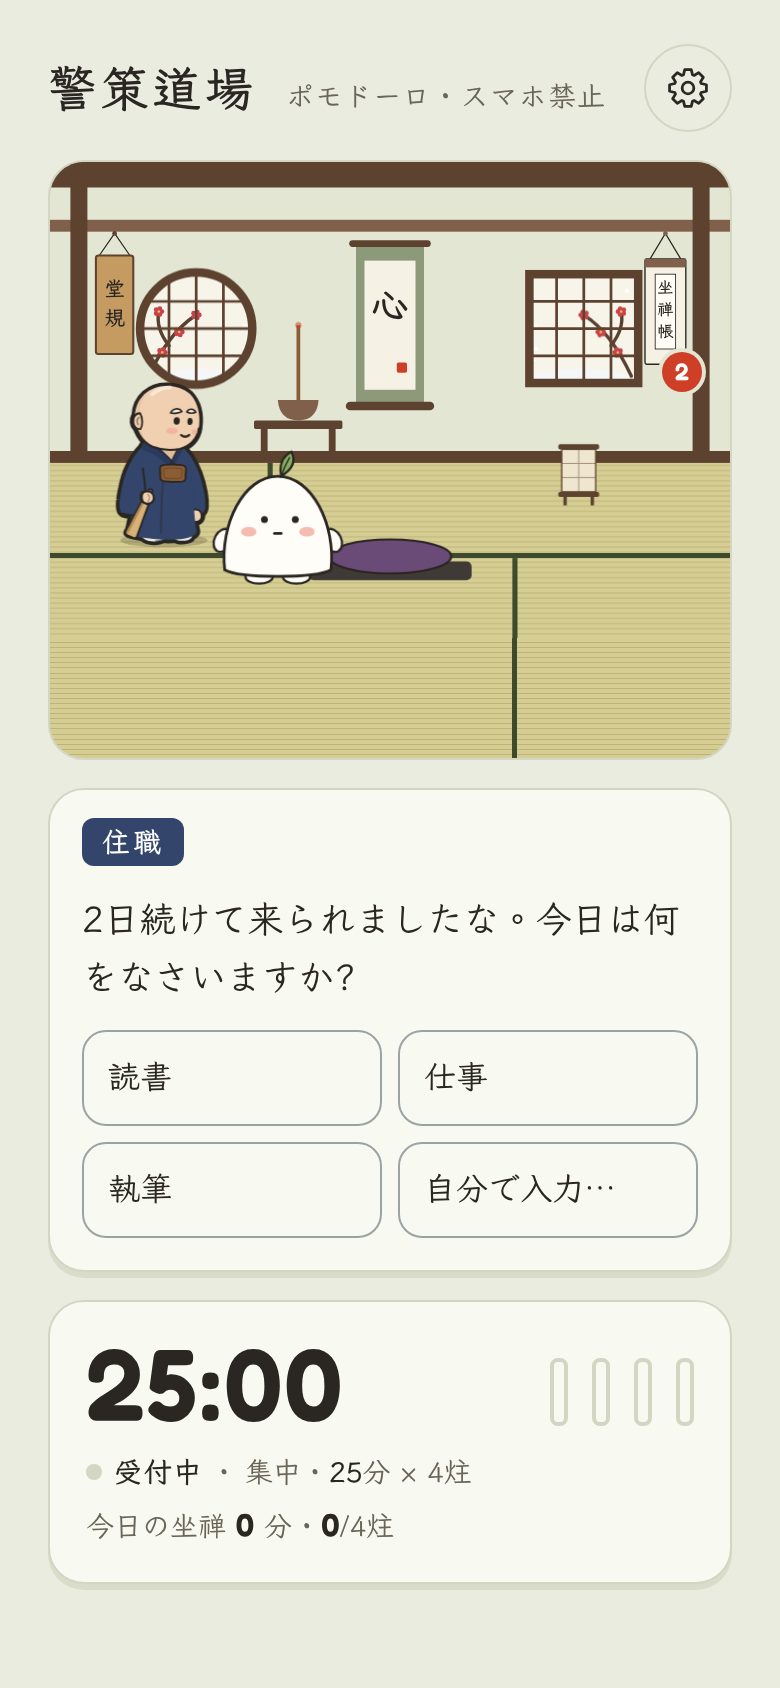 警策道場 ポモドーロ・スマホ禁止
堂規
心
坐禅帳
2
住職
2日続けて来られましたな。今日は何
をなさいますか?
読書
仕事
執筆
自分で入力…
25:00
受付中 ・ 集中・25分 × 4炷
今日の坐禅 0 分・0/4炷